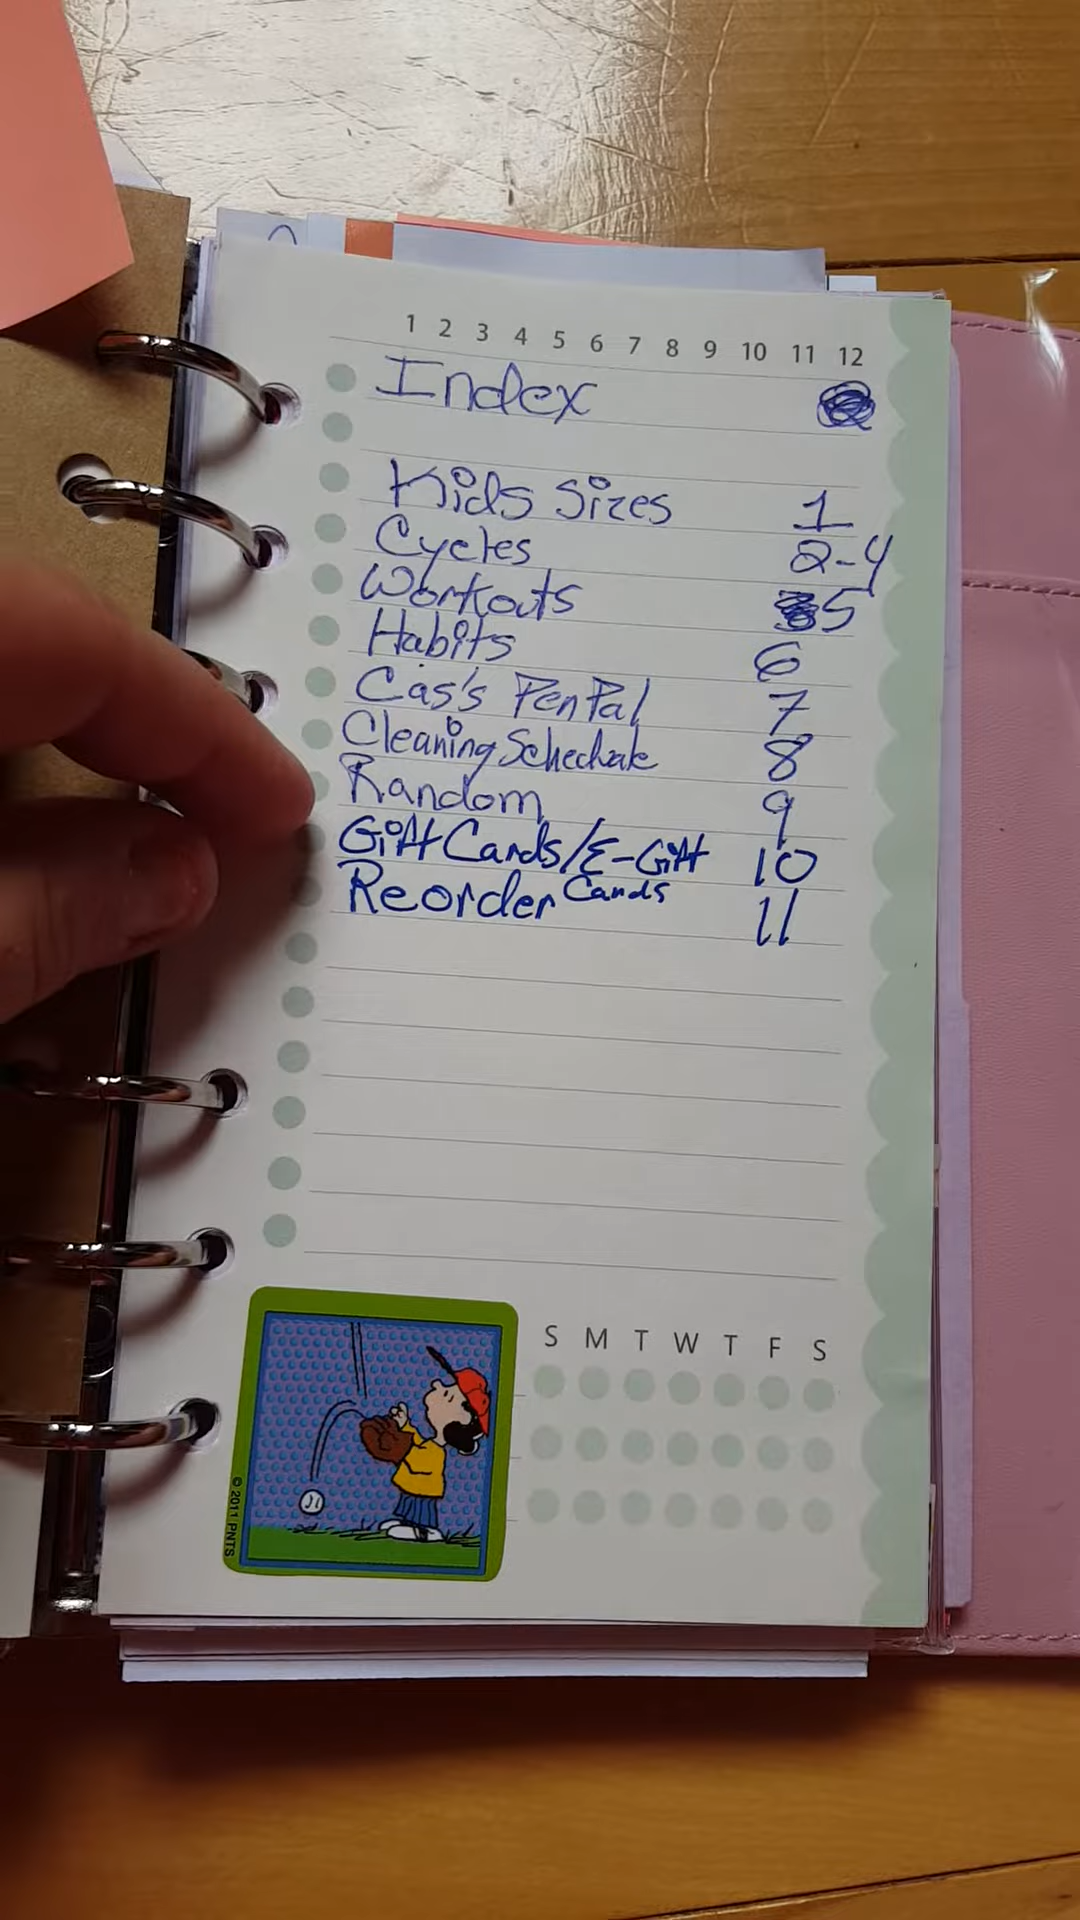 1 2 3 4 5 6 7 8 9 10 11 12
Index
Kids Sizes 1
Cycles 2-4
Workouts 5
Habits 6
Cas's PenPal 7
Cleaning Schedule 8
Random 9
Gift Cards/E-Gift 10
Cards
Reorder 11
S M T W T F S
© 2011 PNTS